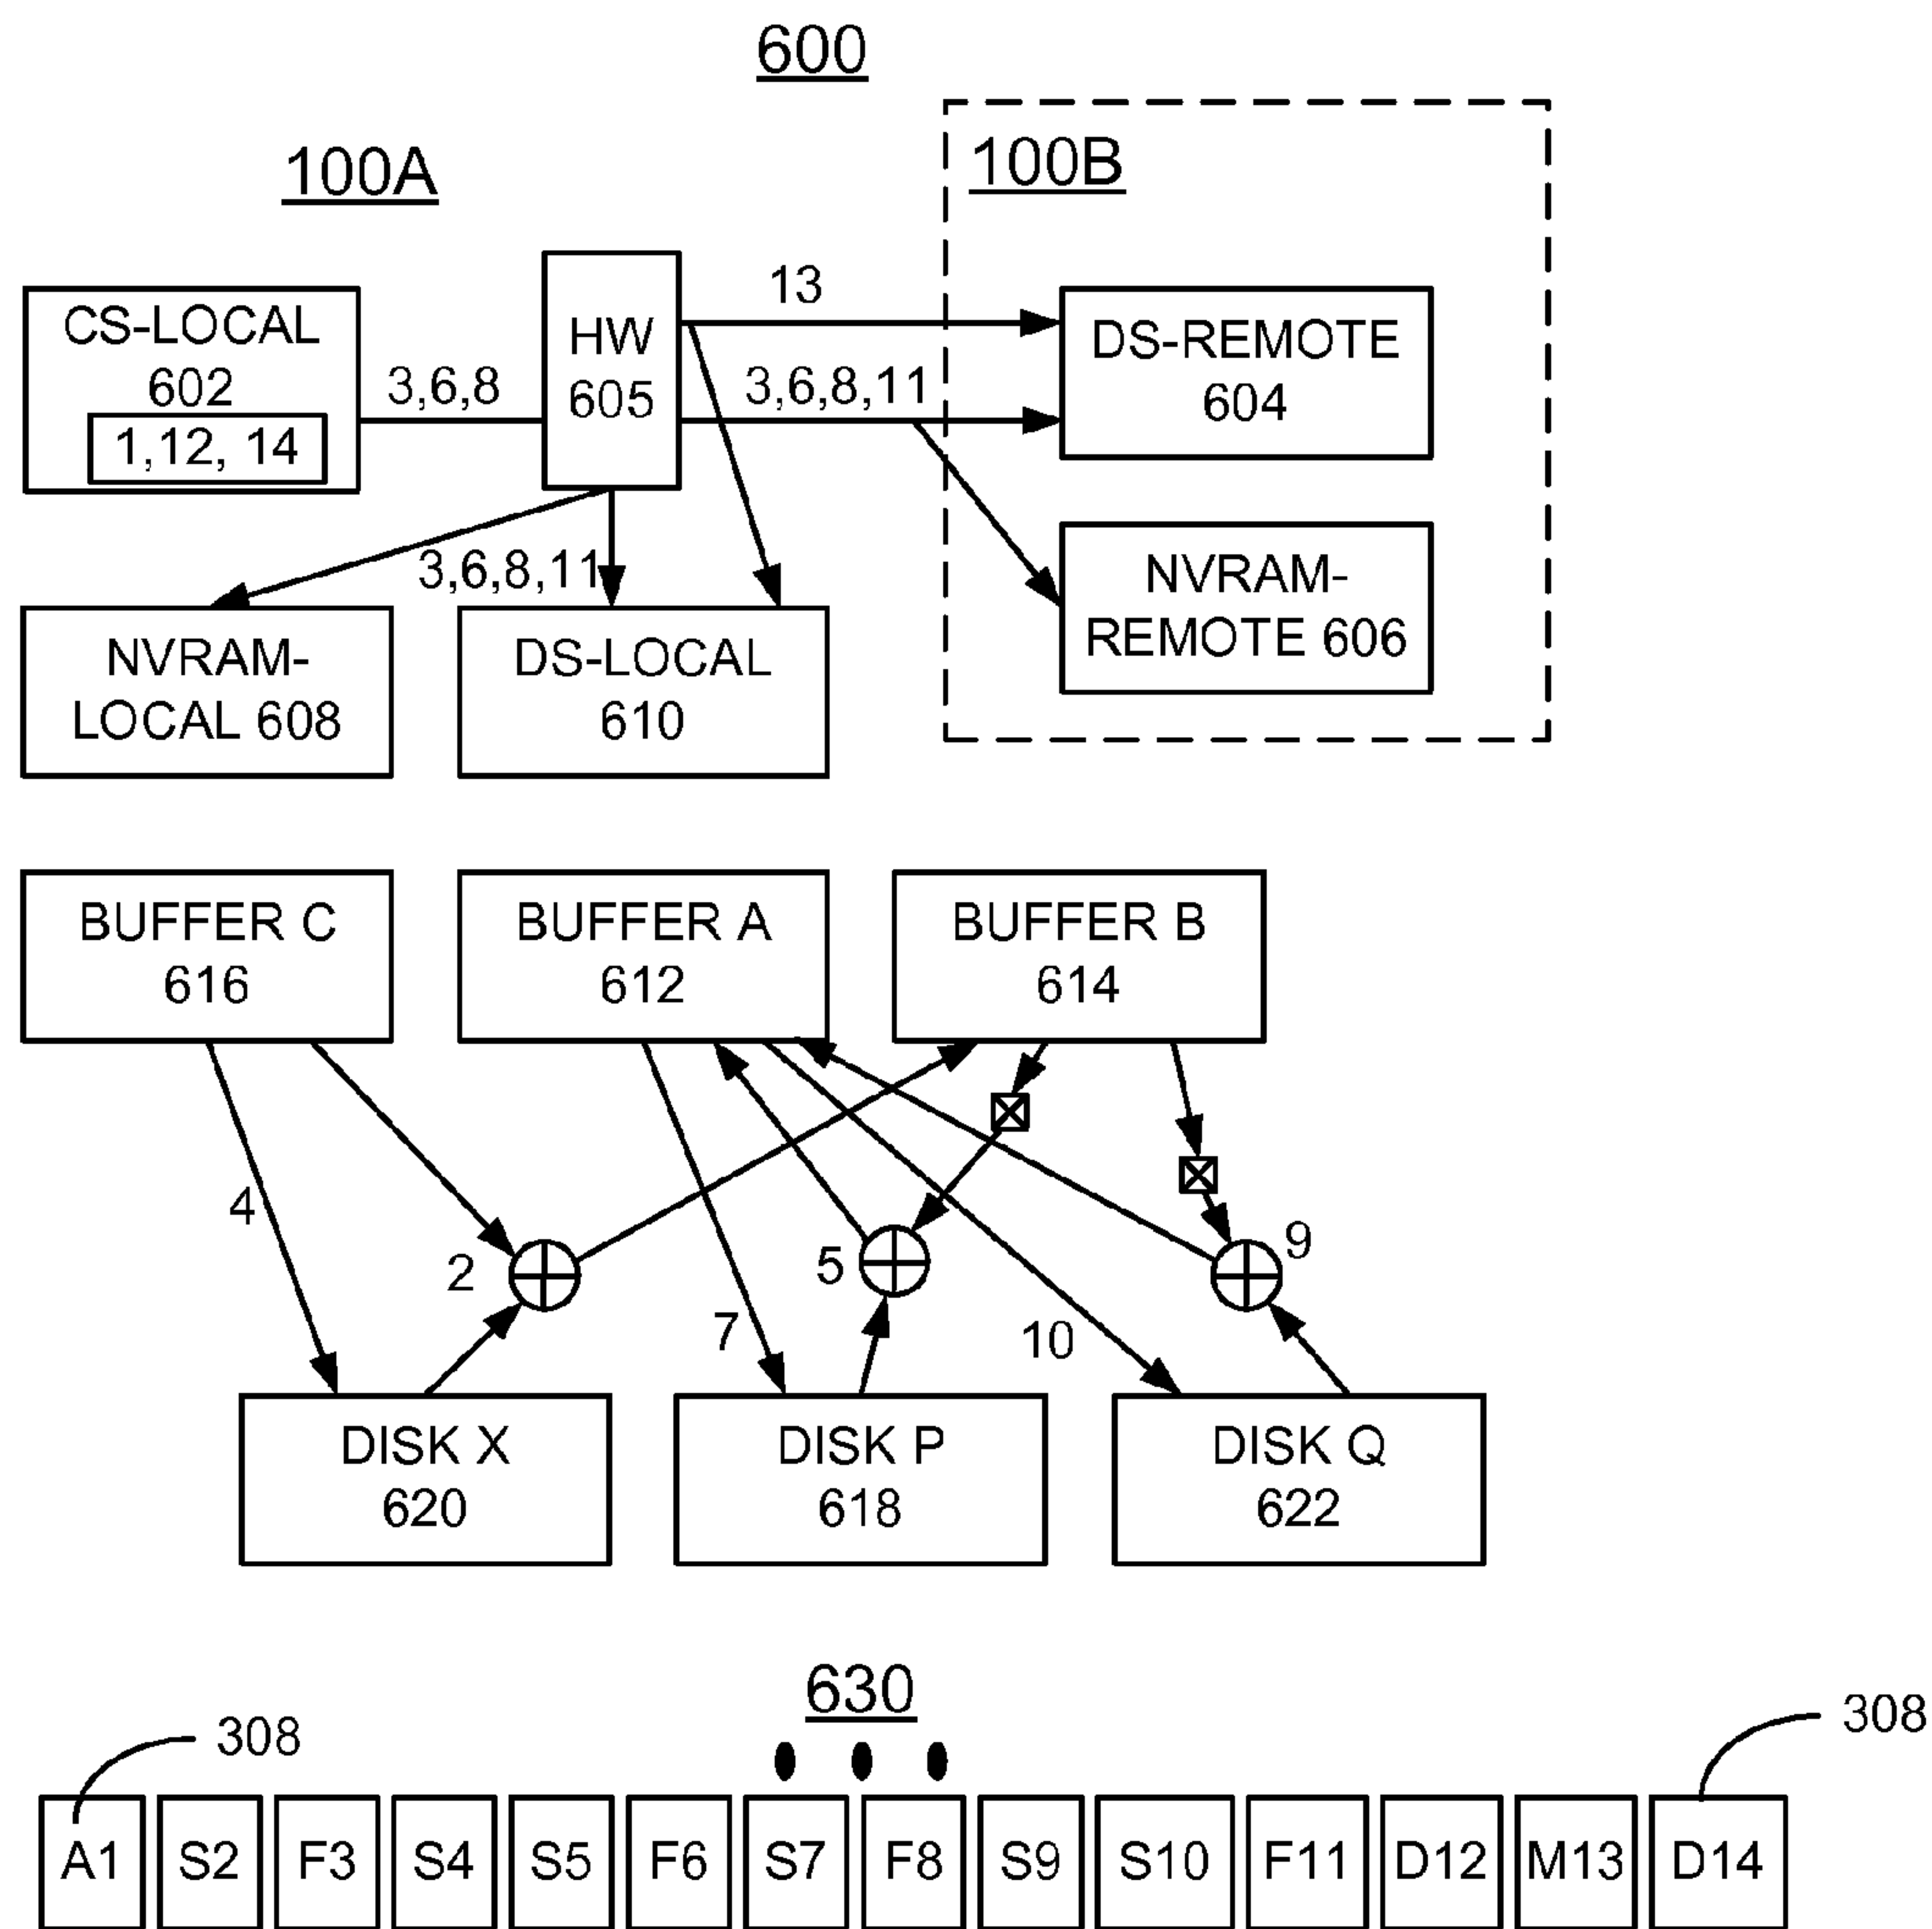 600
100A
100B
CS-LOCAL
602
1,12, 14
3,6,8
HW
605
13
3,6,8,11
DS-REMOTE
604
NVRAM-
REMOTE 606
3,6,8,11
NVRAM-
LOCAL 608
DS-LOCAL
610
BUFFER C
616
BUFFER A
612
BUFFER B
614
4
2
5
9
7
10
DISK X
620
DISK P
618
DISK Q
622
630
308
308
A1 S2 F3 S4 S5 F6 S7 F8 S9 S10 F11 D12 M13 D14